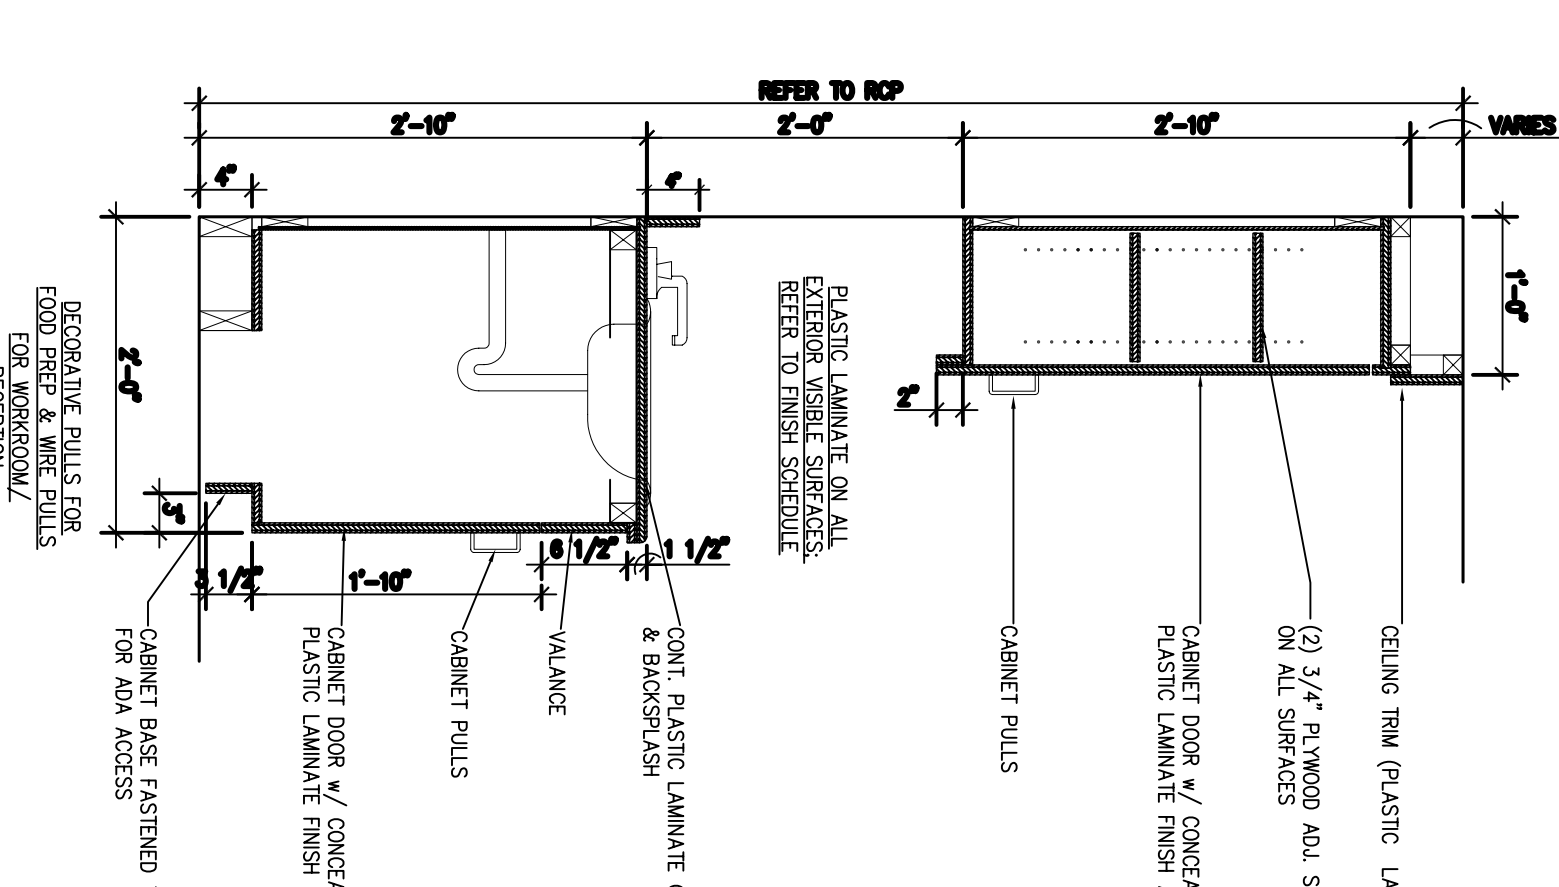 REFER TO RCP
2'-10"
2'-0"
2'-10"
VARIES
4"
4"
1'-0"
2'-0"
2"
3"
6 1/2"
1 1/2"
3 1/2"
1'-10"
PLASTIC LAMINATE ON ALL
EXTERIOR VISIBLE SURFACES;
REFER TO FINISH SCHEDULE
DECORATIVE PULLS FOR
FOOD PREP & WIRE PULLS
FOR WORKROOM/
RECEPTION
CEILING TRIM (PLASTIC LA
(2) 3/4" PLYWOOD ADJ. S
ON ALL SURFACES
CABINET DOOR w/ CONCEA
PLASTIC LAMINATE FINISH
CABINET PULLS
CONT. PLASTIC LAMINATE
& BACKSPLASH
VALANCE
CABINET PULLS
CABINET DOOR w/ CONCEA
PLASTIC LAMINATE FINISH
CABINET BASE FASTENED
FOR ADA ACCESS